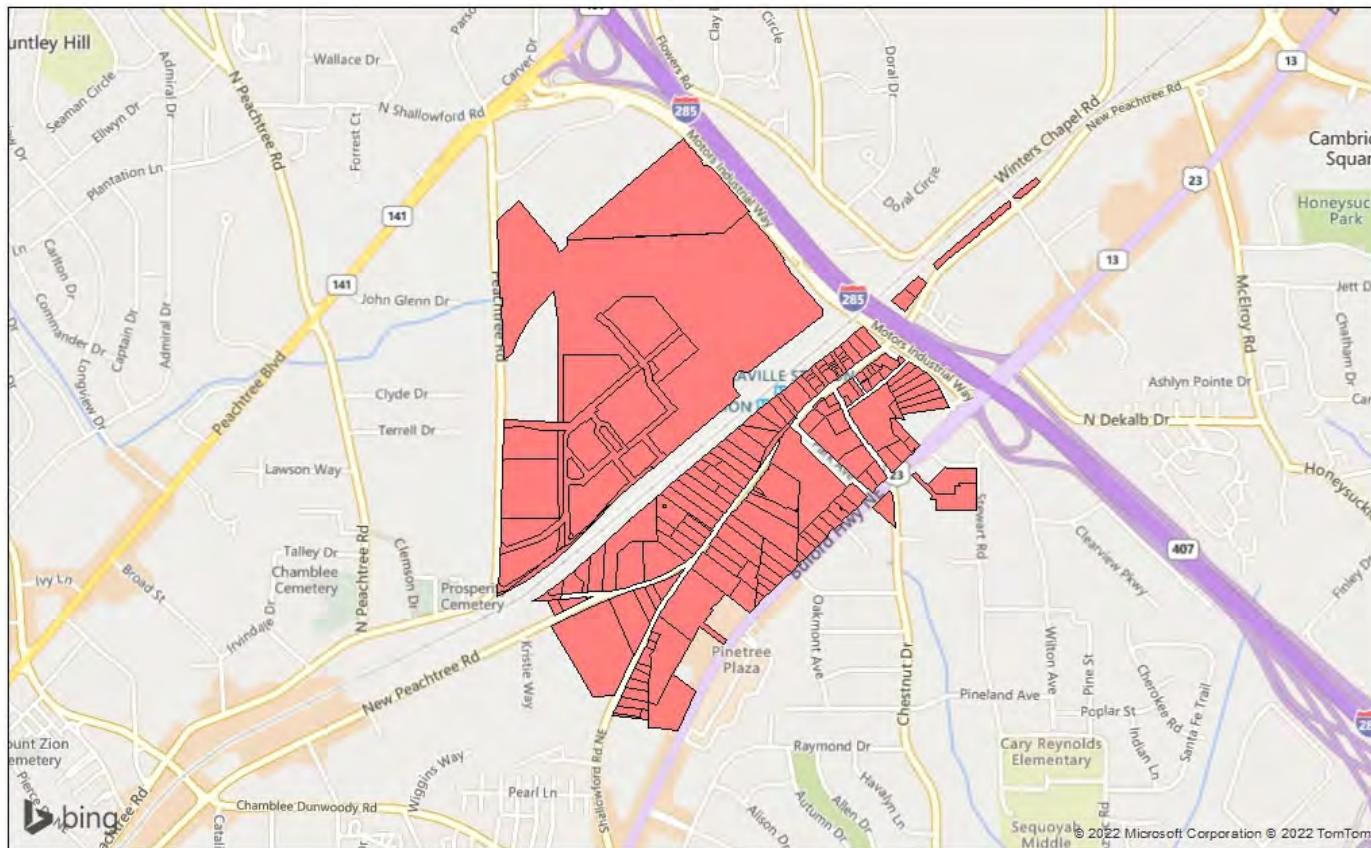 untley Hill
Seaman Circle
Ellwyn Dr
Admiral Dr
N Peachtree Rd
Wallace Dr
Carver Dr
N Shallowford Rd
Forrest Ct
Plantation Ln
Flowers Rd
Circle
Doral Dr
285
Motors Industrial Way
Winters Chapel Rd
New Peachtree Rd
13
Doral Circle
23
Honeysuc
Park
141
141
John Glenn Dr
Carlton Dr
Commander Dr
Captain Dr
Admiral Dr
Longview Dr
Peachtree Blvd
Peachtree Rd
285
Motors Industrial Way
13
McElroy Rd
Jett D
Chatham Dr
Clyde Dr
Terrell Dr
Lawson Way
AVILLE ST
ION
Park Ave
Ashlyn Pointe Dr
N Dekalb Dr
23
Buford Hwy NE
Stewart Rd
Clearview Pkwy
407
Honeysuck
Finley Dr
Talley Dr
Chamblee
Cemetery
Clemson Dr
N Peachtree Rd
Prosperi
Cemetery
Ivy Ln
Broad St
Irvindale Dr
New Peachtree Rd
Kristie Way
Pinetree
Plaza
Oakmont Ave
Chestnut Dr
Pineland Ave
Wilton Ave
Pine St
Poplar St
Cherokee Rd
Indian Ln
Santa Fe Trail
ount Zion
emetery
Pierce D
Shallowford Rd NE
Raymond Dr
Cary Reynolds
Elementary
Wiggins Way
Pearl Ln
Chamblee Dunwoody Rd
Havalyn Ln
Allen Dr
Autumn Dr
Alison Dr
Sequoyah
Middle
bing
© 2022 Microsoft Corporation © 2022 TomTom